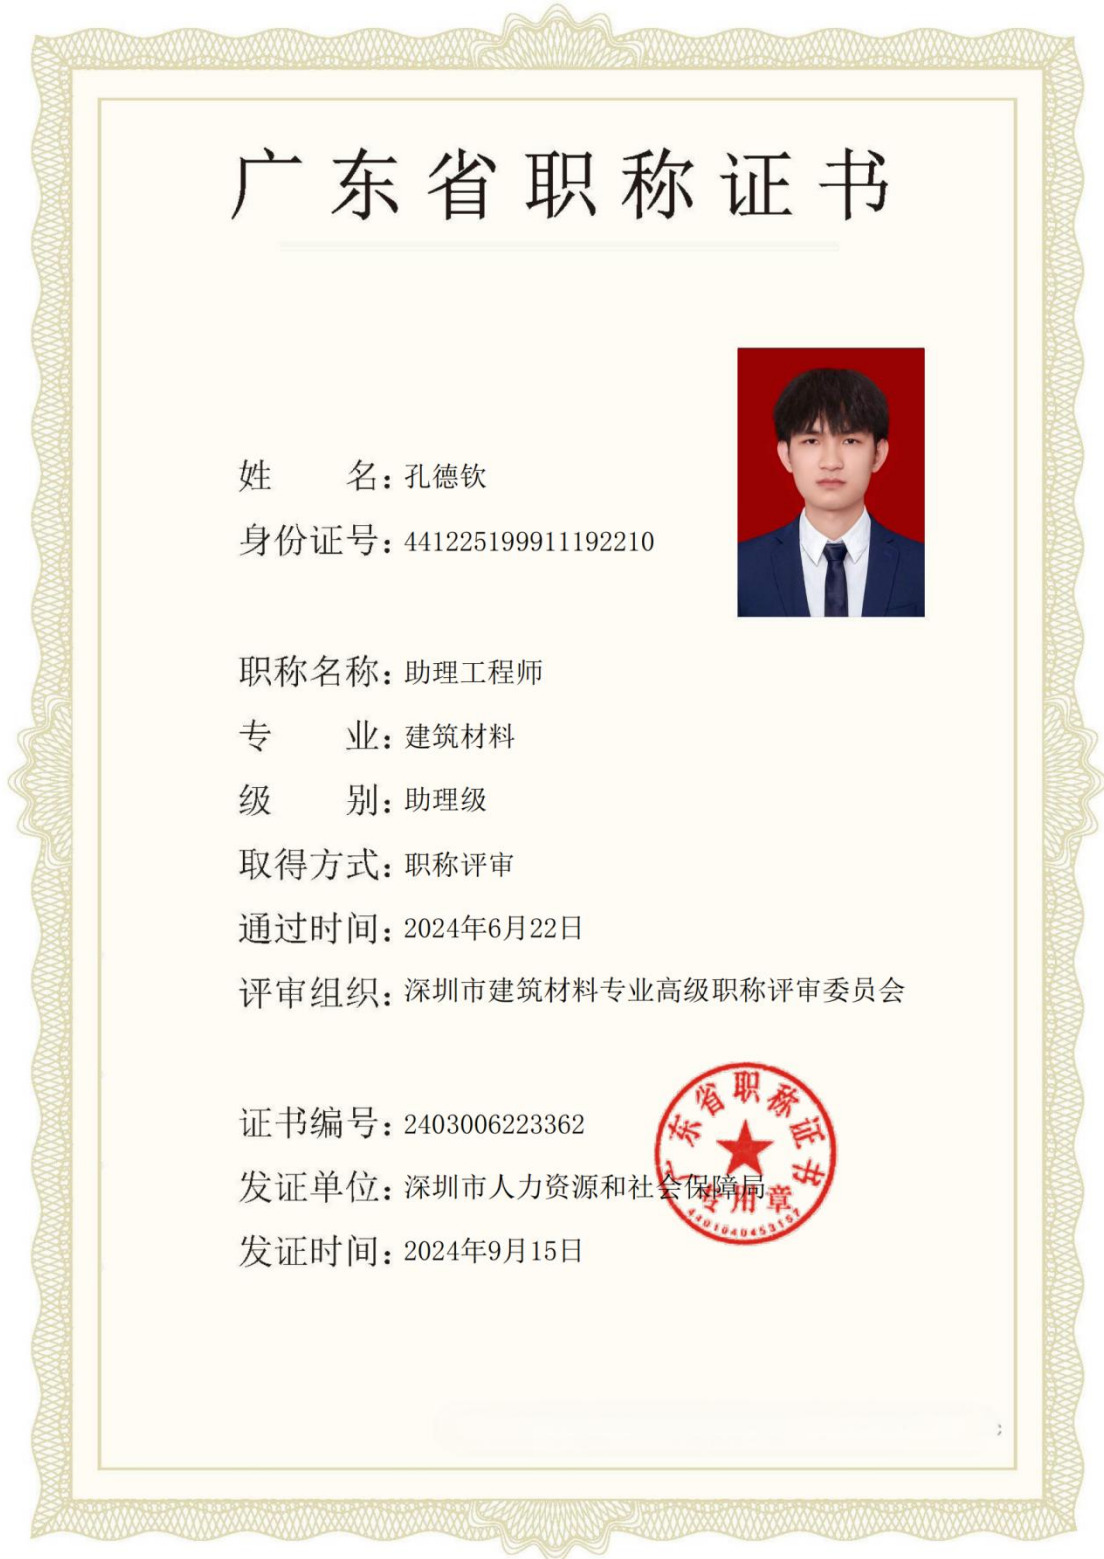 广东省职称证书
姓 名：孔德钦
身份证号：441225199911192210
职称名称：助理工程师
专 业：建筑材料
级 别：助理级
取得方式：职称评审
通过时间：2024年6月22日
评审组织：深圳市建筑材料专业高级职称评审委员会
证书编号：2403006223362
发证单位：深圳市人力资源和社会保障局
发证时间：2024年9月15日
广东省职称证书
专用章
4401040453157